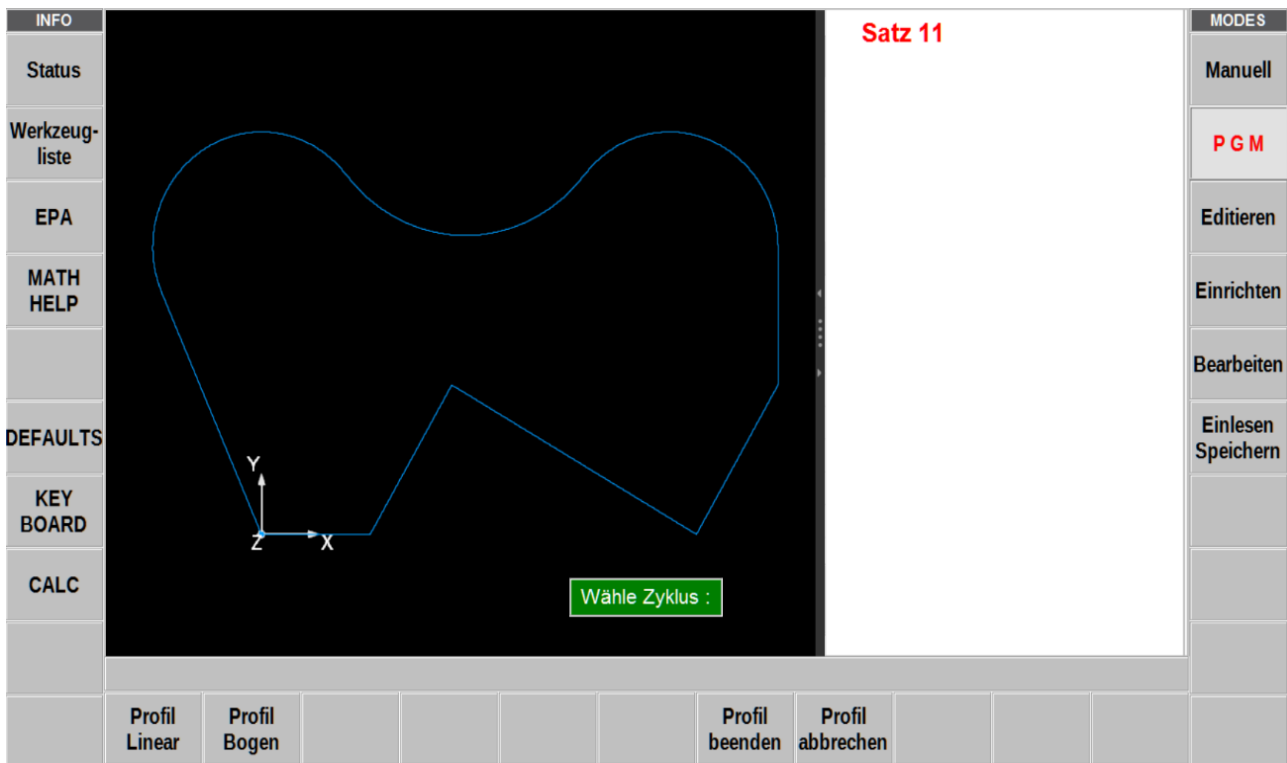 INFO
Status
Werkzeug-
liste
EPA
MATH
HELP
DEFAULTS
KEY
BOARD
CALC
Y
Z
X
Wähle Zyklus :
Satz 11
MODES
Manuell
P G M
Editieren
Einrichten
Bearbeiten
Einlesen
Speichern
Profil
Linear
Profil
Bogen
Profil
beenden
Profil
abbrechen